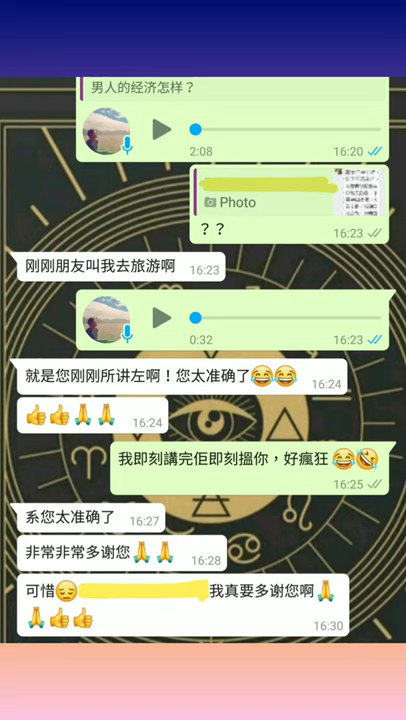 男人的经济怎样？
2:08
16:20
Photo
？？
16:23
刚刚朋友叫我去旅游啊
16:23
0:32
16:23
就是您刚刚所讲左啊！您太准确了😂😂
16:24
👍👍🙏🙏
16:24
我即刻講完佢即刻搵你，好瘋狂😂🤣
16:25
系您太准确了
16:27
非常非常多谢您🙏🙏
16:28
可惜😔
我真要多谢您啊🙏
🙏👍👍
16:30